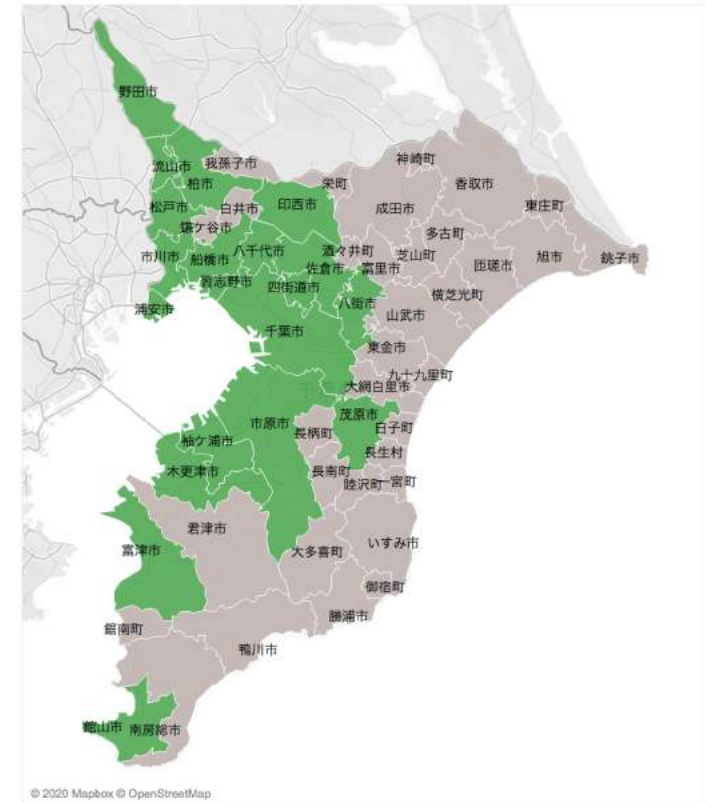 野田市
流山市
我孫子市
柏市
神崎町
栄町
香取市
松戸市
白井市
印西市
成田市
東庄町
鎌ケ谷市
多古町
市川市
船橋市
八千代市
酒々井町
芝山町
匝瑳市
旭市
銚子市
佐倉市
富里市
習志野市
四街道市
横芝光町
八街市
浦安市
山武市
千葉市
東金市
九十九里町
大網白里市
茂原市
市原市
長柄町
白子町
袖ケ浦市
長生村
木更津市
長南町
睦沢町
一宮町
君津市
いすみ市
富津市
大多喜町
御宿町
勝浦市
鋸南町
鴨川市
館山市
南房総市
© 2020 Mapbox © OpenStreetMap